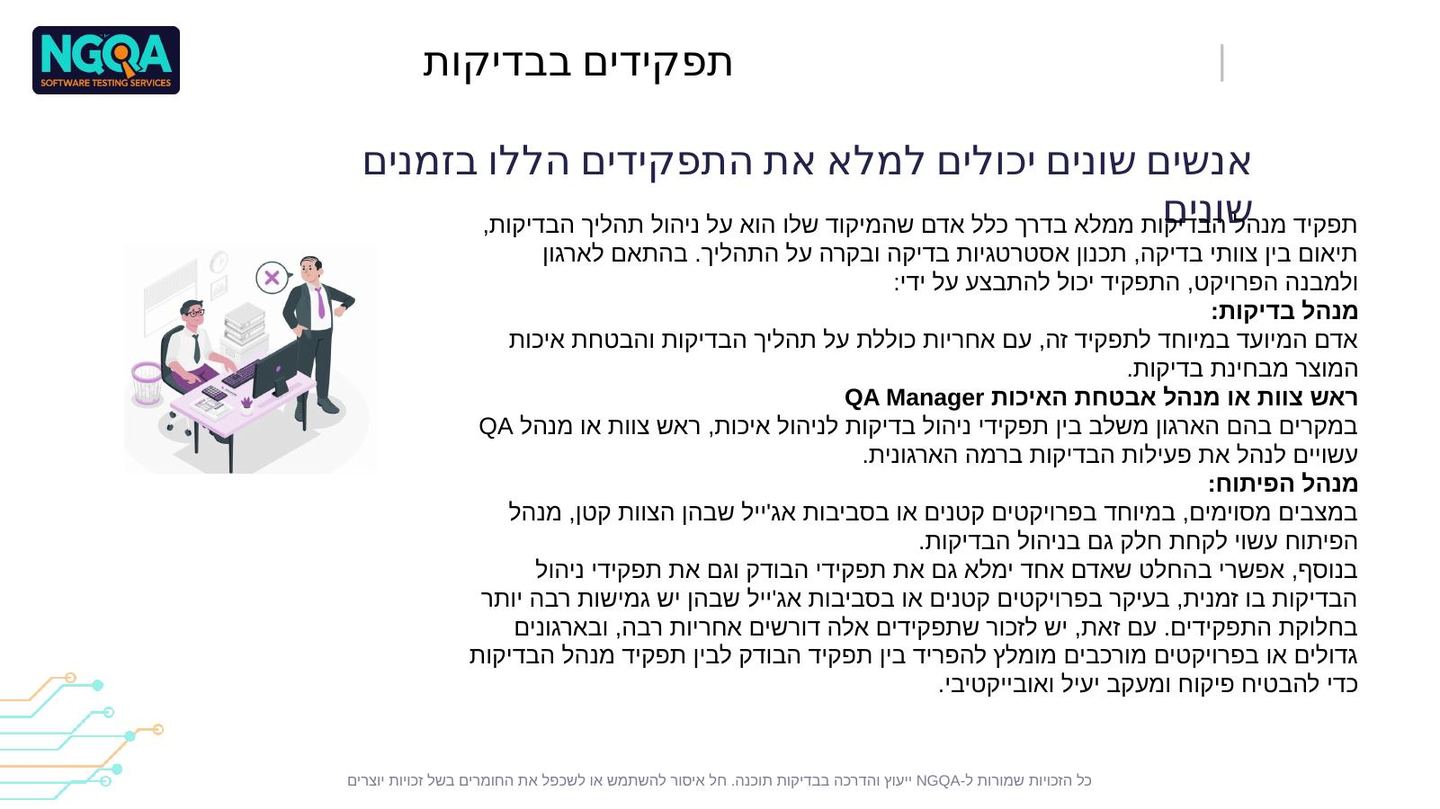 NGQA
SOFTWARE TESTING SERVICES
תפקידים בבדיקות
אנשים שונים יכולים למלא את התפקידים הללו בזמנים
שונים
תפקיד מנהל הבדיקות ממלא בדרך כלל אדם שהמיקוד שלו הוא על ניהול תהליך הבדיקות,
תיאום בין צוותי בדיקה, תכנון אסטרטגיות בדיקה ובקרה על התהליך. בהתאם לארגון
ולמבנה הפרויקט, התפקיד יכול להתבצע על ידי:
מנהל בדיקות:
אדם המיועד במיוחד לתפקיד זה, עם אחריות כוללת על תהליך הבדיקות והבטחת איכות
המוצר מבחינת בדיקות.
ראש צוות או מנהל אבטחת האיכות QA Manager
במקרים בהם הארגון משלב בין תפקידי ניהול בדיקות לניהול איכות, ראש צוות או מנהל QA
עשויים לנהל את פעילות הבדיקות ברמה הארגונית.
מנהל הפיתוח:
במצבים מסוימים, במיוחד בפרויקטים קטנים או בסביבות אג'ייל שבהן הצוות קטן, מנהל
הפיתוח עשוי לקחת חלק גם בניהול הבדיקות.
בנוסף, אפשרי בהחלט שאדם אחד ימלא גם את תפקידי הבודק וגם את תפקידי ניהול
הבדיקות בו זמנית, בעיקר בפרויקטים קטנים או בסביבות אג'ייל שבהן יש גמישות רבה יותר
בחלוקת התפקידים. עם זאת, יש לזכור שתפקידים אלה דורשים אחריות רבה, ובארגונים
גדולים או בפרויקטים מורכבים מומלץ להפריד בין תפקיד הבודק לבין תפקיד מנהל הבדיקות
כדי להבטיח פיקוח ומעקב יעיל ואובייקטיבי.
כל הזכויות שמורות ל-NGQA ייעוץ והדרכה בבדיקות תוכנה. חל איסור להשתמש או לשכפל את החומרים בשל זכויות יוצרים